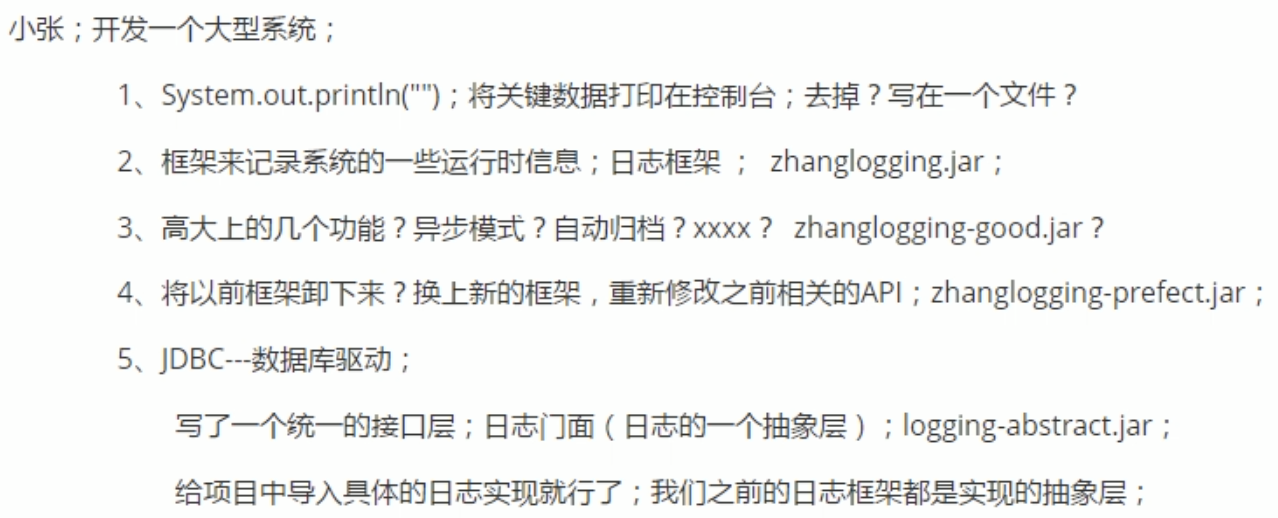 小张；开发一个大型系统；
1、System.out.println("")；将关键数据打印在控制台；去掉？写在一个文件？
2、框架来记录系统的一些运行时信息；日志框架 ； zhanglogging.jar；
3、高大上的几个功能？异步模式？自动归档？xxxx？ zhanglogging-good.jar？
4、将以前框架卸下来？换上新的框架，重新修改之前相关的API；zhanglogging-prefect.jar；
5、JDBC---数据库驱动；
写了一个统一的接口层；日志门面（日志的一个抽象层）；logging-abstract.jar；
给项目中导入具体的日志实现就行了；我们之前的日志框架都是实现的抽象层；